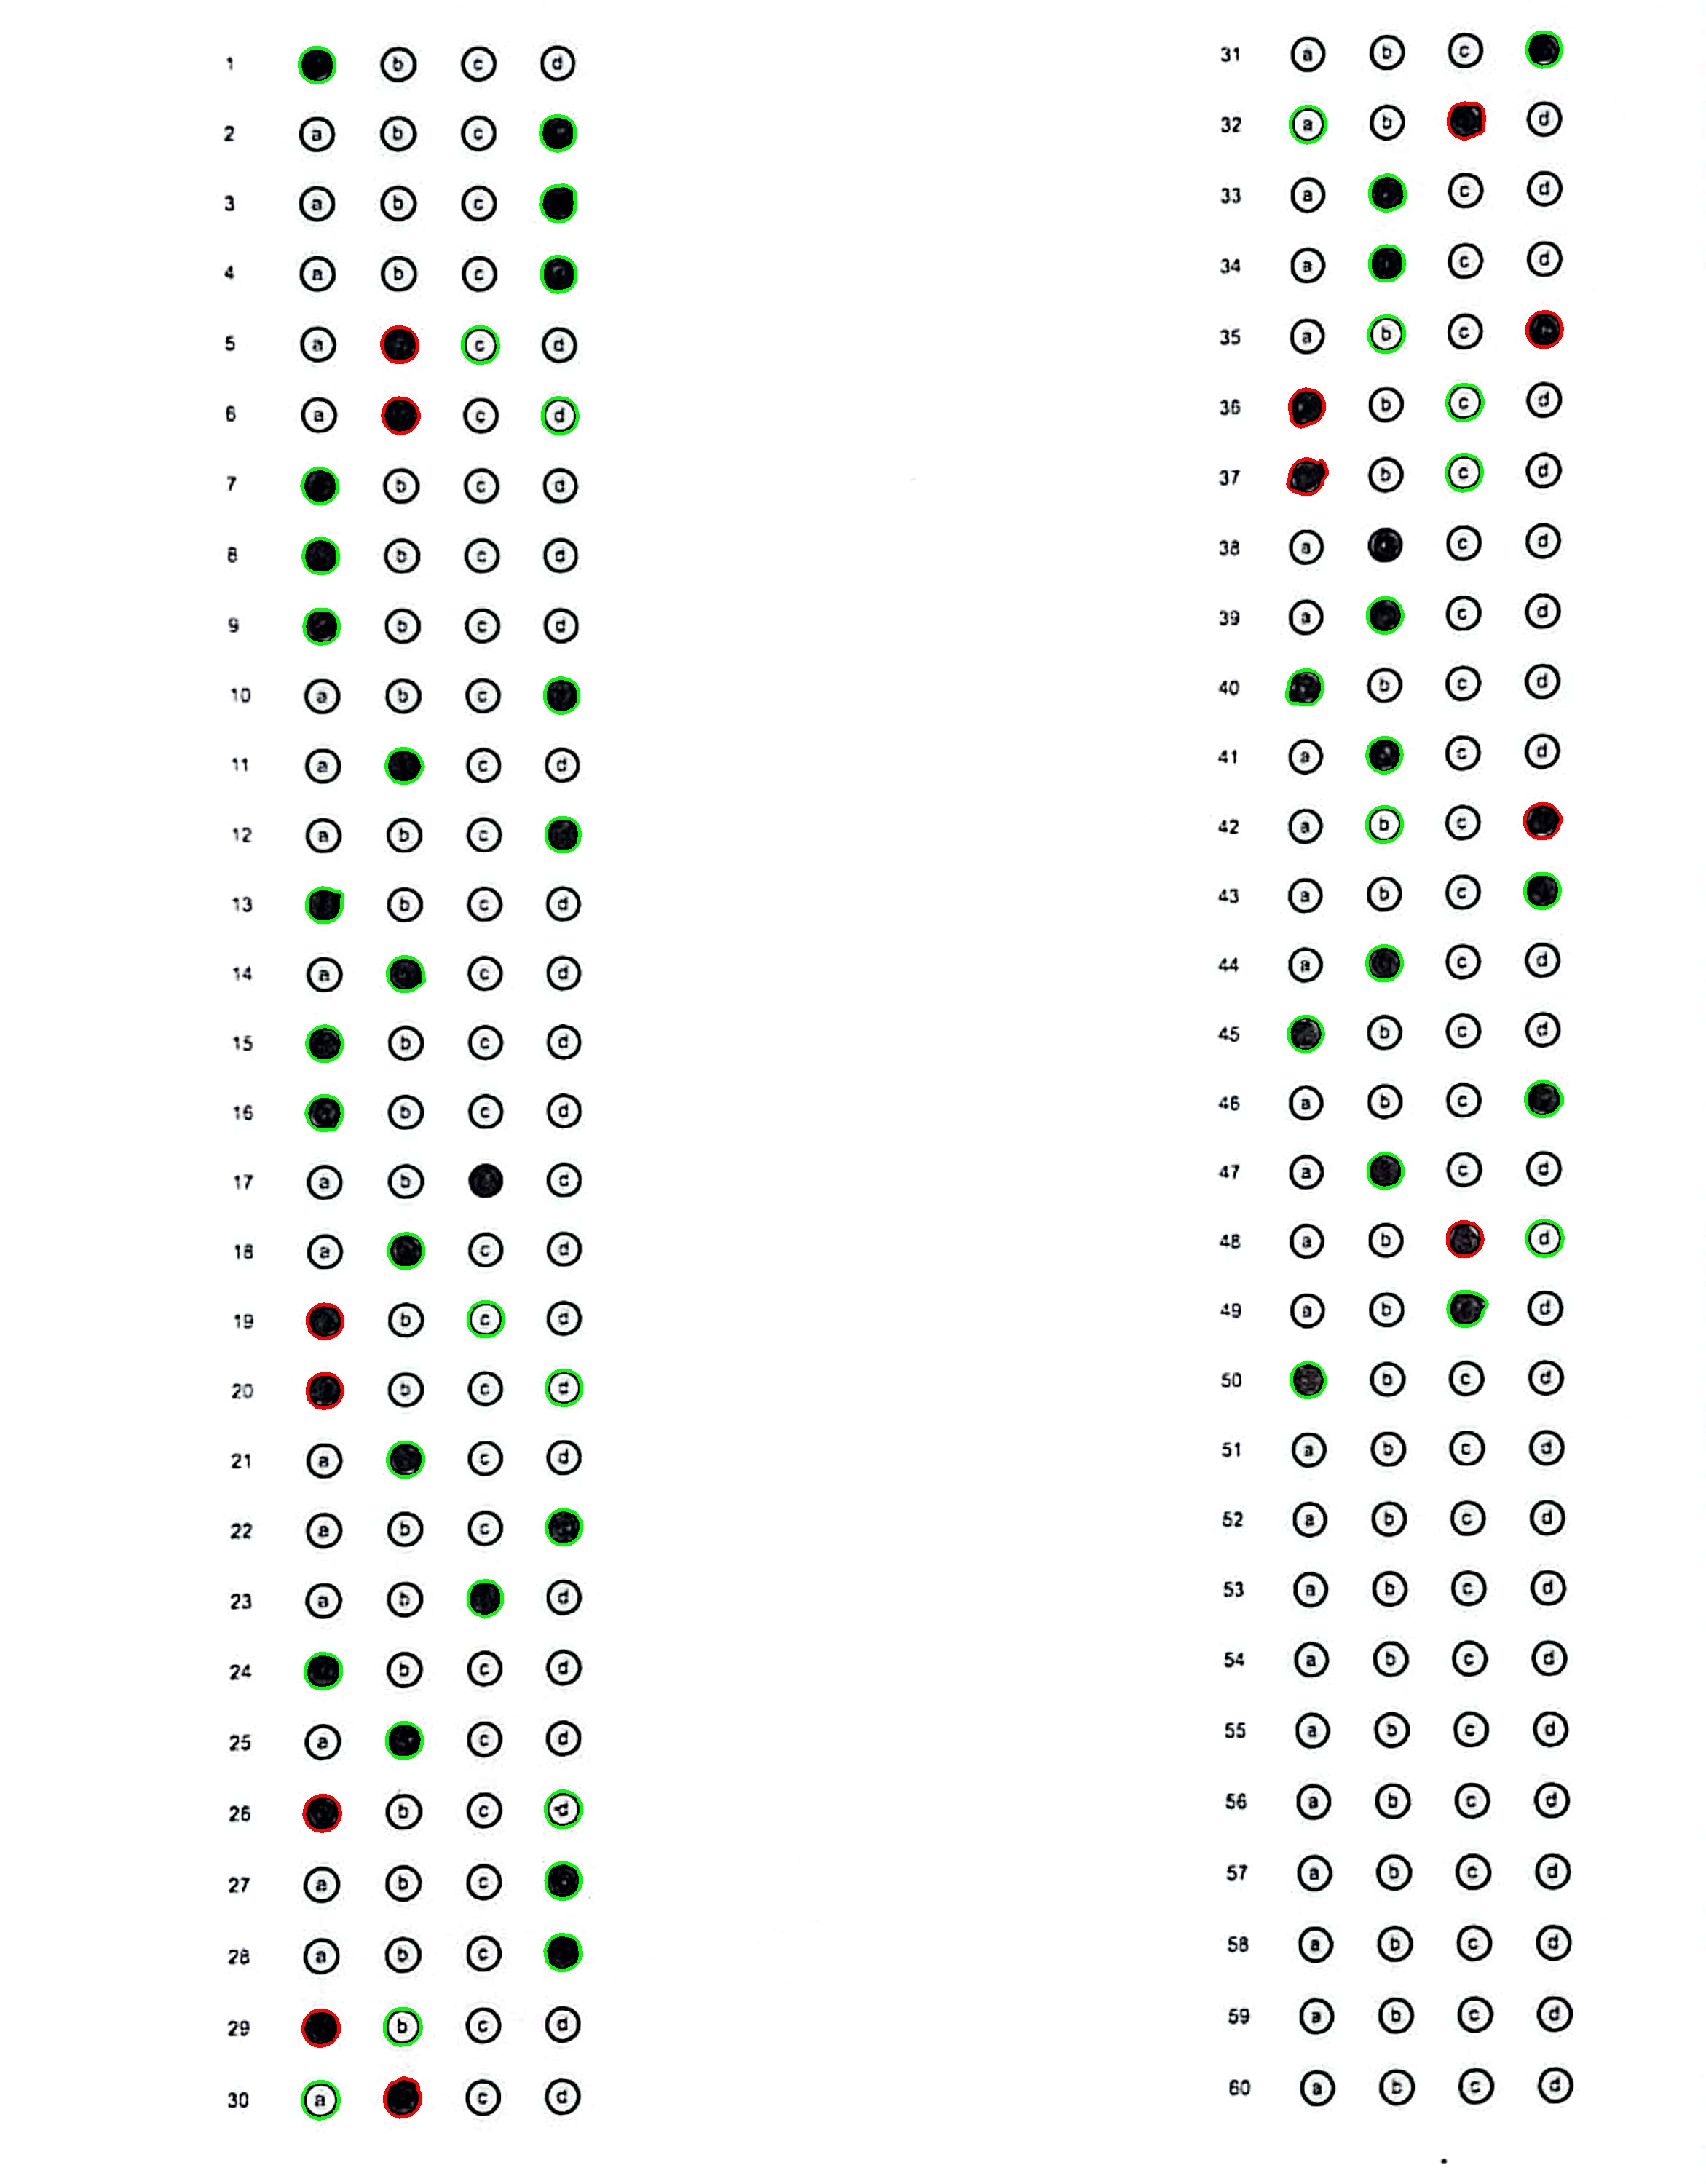 1 b c d
2 a b c
3 a b c
4 a b c
5 a c d
6 a c d
7 b c d
8 b c d
9 b c d
10 a b c
11 a c d
12 a b c
13 b c d
14 a c d
15 b c d
16 b c d
17 a b d
18 a c d
19 b c d
20 b c d
21 a c d
22 a b c
23 a b d
24 b c d
25 a c d
26 b c d
27 a b c
28 a b c
29 b c d
30 a c d
31 a b c
32 a b d
33 a c d
34 a c d
35 a b c
36 b c d
37 b c d
38 a c d
39 a c d
40 b c d
41 a c d
42 a b c
43 a b c
44 a c d
45 b c d
46 a b c
47 a c d
48 a b d
49 a b d
50 b c d
51 a b c d
52 a b c d
53 a b c d
54 a b c d
55 a b c d
56 a b c d
57 a b c d
58 a b c d
59 a b c d
60 a b c d